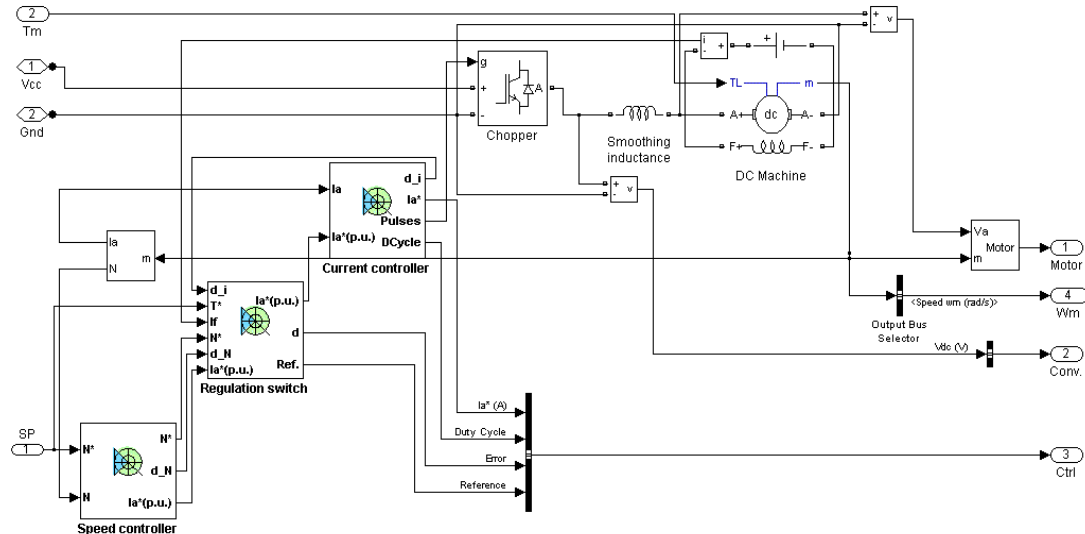 2
Tm
1
Vcc
2
Gnd
g
+
-
A
Chopper
Smoothing
inductance
i
+
-
+
TL
m
A+
dc
A-
F+
F-
DC Machine
+
-
v
+
-
v
Ia
Ia*(p.u.)
d_i
Ia*
Pulses
DCycle
Current controller
Ia
N
m
d_i
T*
If
N*
d_N
Ia*(p.u.)
Ia*(p.u.)
d
Ref.
Regulation switch
SP
1
N*
N
N*
d_N
Ia*(p.u.)
Speed controller
Ia* (A)
Duty Cycle
Error
Reference
Va
m
Motor
1
Motor
<Speed wm (rad/s)>
Output Bus
Selector
4
Wm
Vdc (V)
2
Conv.
3
Ctrl